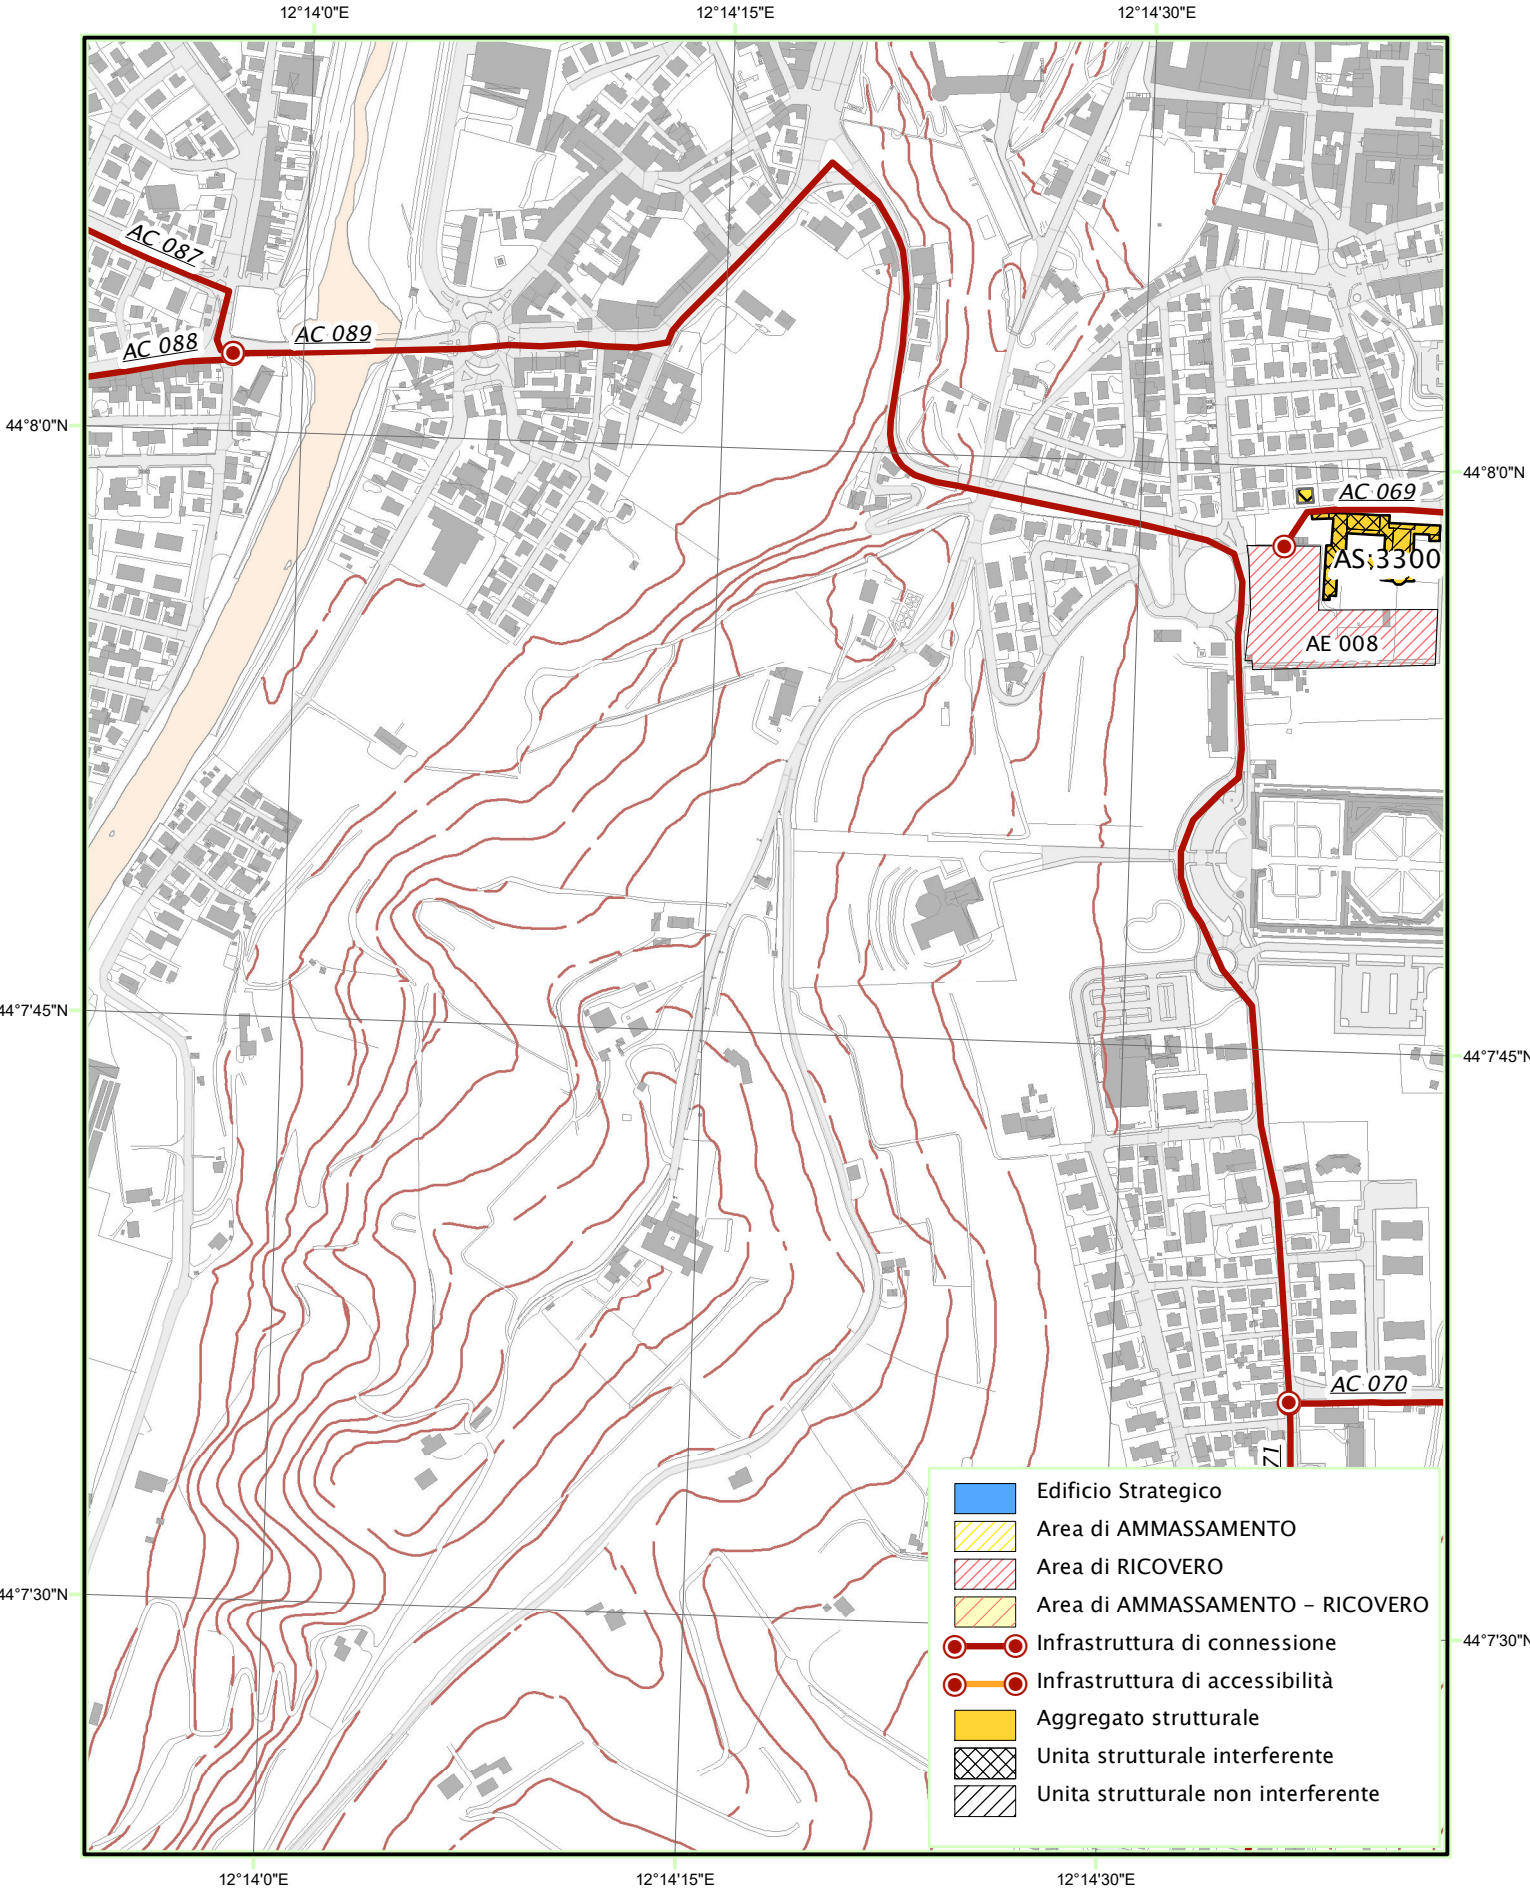 12°14'0"E
12°14'15"E
12°14'30"E
AC 087
AC 088
AC 089
44°8'0"N
44°8'0"N
AC 069
AS:3300
AE 008
44°7'45"N
44°7'45"N
AC 070
Edificio Strategico
Area di AMMASSAMENTO
Area di RICOVERO
Area di AMMASSAMENTO – RICOVERO
Infrastruttura di connessione
Infrastruttura di accessibilità
Aggregato strutturale
Unita strutturale interferente
Unita strutturale non interferente
44°7'30"N
44°7'30"N
12°14'0"E
12°14'15"E
12°14'30"E